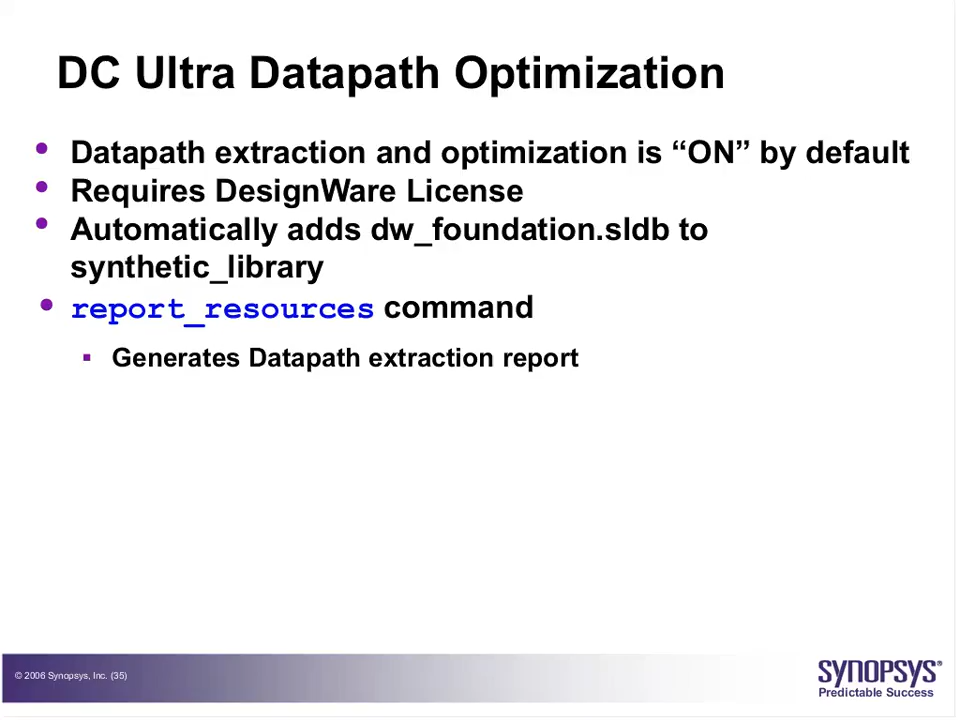 DC Ultra Datapath Optimization
• Datapath extraction and optimization is “ON” by default
• Requires DesignWare License
• Automatically adds dw_foundation.sldb to
synthetic_library
• report_resources command
▪ Generates Datapath extraction report
© 2006 Synopsys, Inc. (35)
SYNOPSYS®
Predictable Success